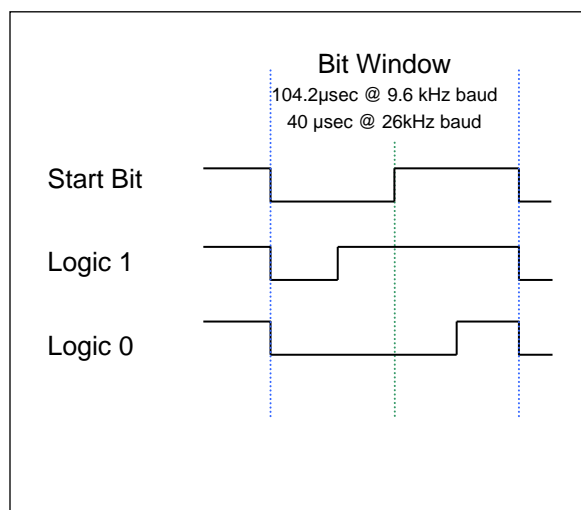 Bit Window
104.2μsec @ 9.6 kHz baud
40 μsec @ 26kHz baud
Start Bit
Logic 1
Logic 0